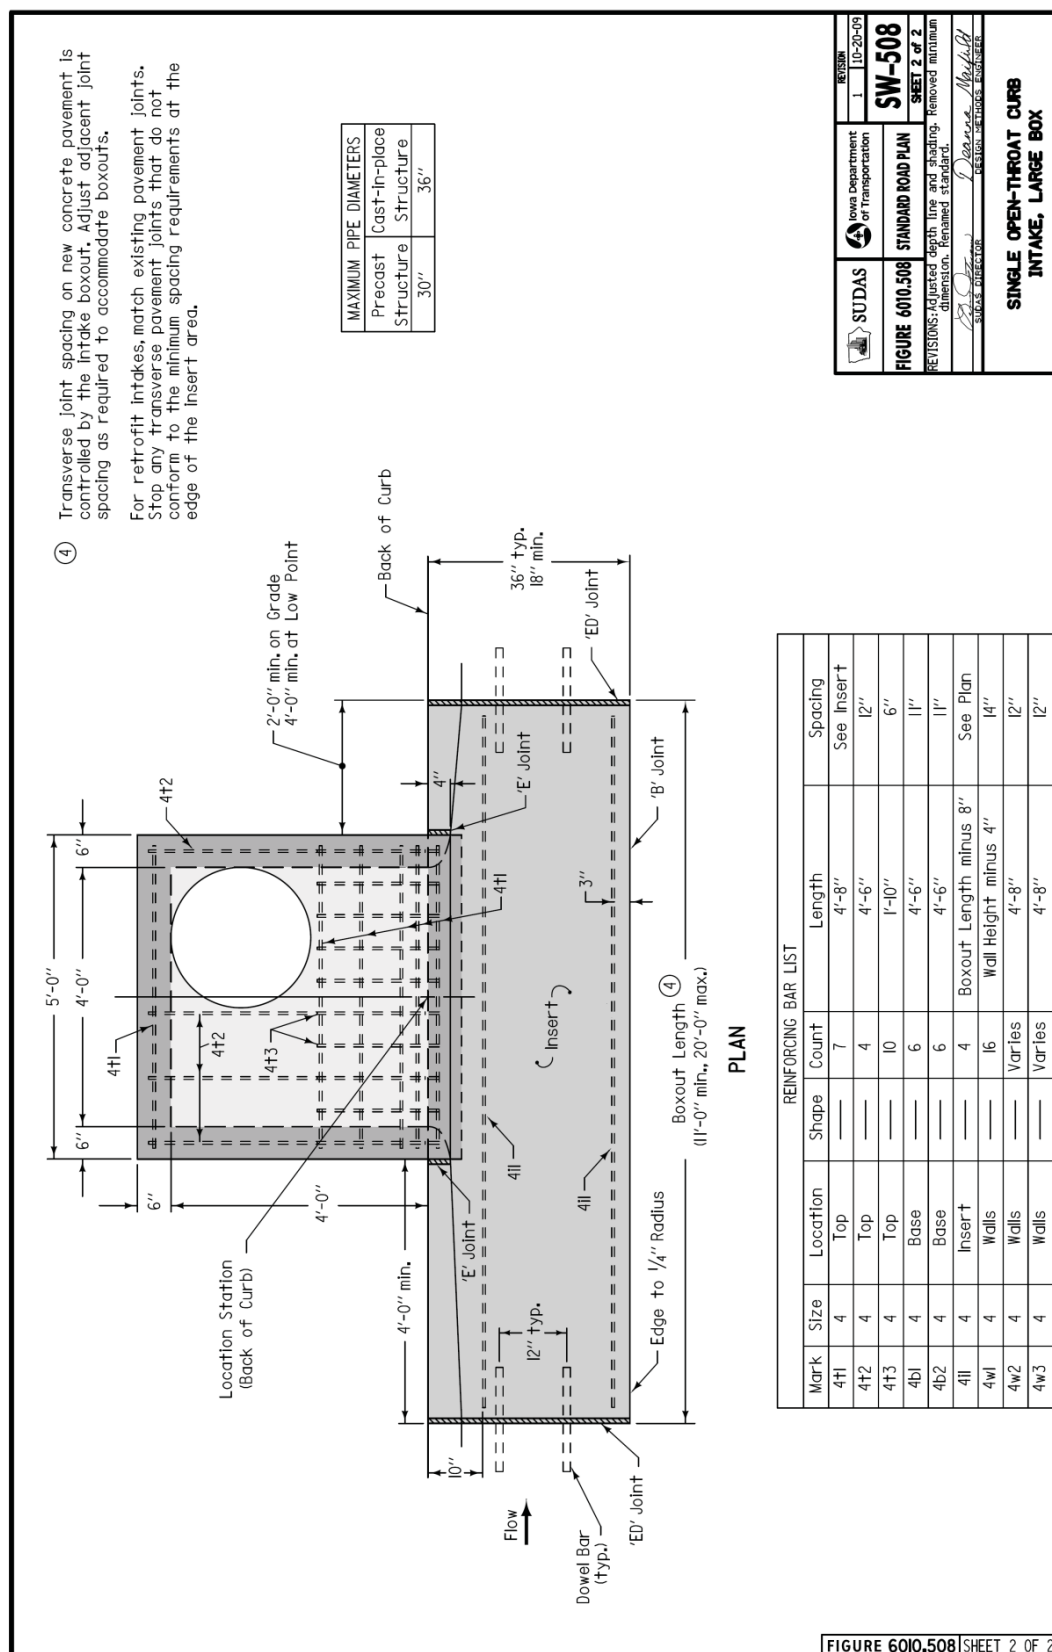 ④ Transverse joint spacing on new concrete pavement is
controlled by the intake boxout. Adjust adjacent joint
spacing as required to accommodate boxouts.
For retrofit intakes, match existing pavement joints.
Stop any transverse pavement joints that do not
conform to the minimum spacing requirements at the
edge of the insert area.
5'-0"
6" 4'-0" 6"
4t1
4t2
4t2
4t3
4t1
6"
4'-0"
Location Station
(Back of Curb)
2'-0" min. on Grade
4'-0" min. at Low Point
Back of Curb
4'-0" min.
'E' Joint
4"
'E' Joint
36" typ.
18" min.
10"
12" typ.
4i1
4i1
Insert
3"
Flow
Dowel Bar
(typ.)
'ED' Joint
Edge to 1/4" Radius
'B' Joint
'ED' Joint
Boxout Length ④
(11'-0" min., 20'-0" max.)
PLAN
MAXIMUM PIPE DIAMETERS
Precast Structure Cast-in-place Structure
30" 36"
REINFORCING BAR LIST
Mark Size Location Shape Count Length Spacing
4t1 4 Top 7 4'-8" See Insert
4t2 4 Top 4 4'-6" 12"
4t3 4 Top 10 1'-10" 6"
4b1 4 Base 6 4'-6" 11"
4b2 4 Base 6 4'-6" 11"
4i1 4 Insert 4 Boxout Length minus 8" See Plan
4w1 4 Walls 16 Wall Height minus 4" 14"
4w2 4 Walls Varies 4'-8" 12"
4w3 4 Walls Varies 4'-8" 12"
SUDAS
Iowa Department
of Transportation
REVISION
1 10-20-09
FIGURE 6010.508 STANDARD ROAD PLAN
SW-508
SHEET 2 of 2
REVISIONS: Adjusted depth line and shading. Removed minimum
dimension. Renamed standard.
SUDAS DIRECTOR
Deanna Maifield
DESIGN METHODS ENGINEER
SINGLE OPEN-THROAT CURB
INTAKE, LARGE BOX
FIGURE 6010.508 SHEET 2 OF 2